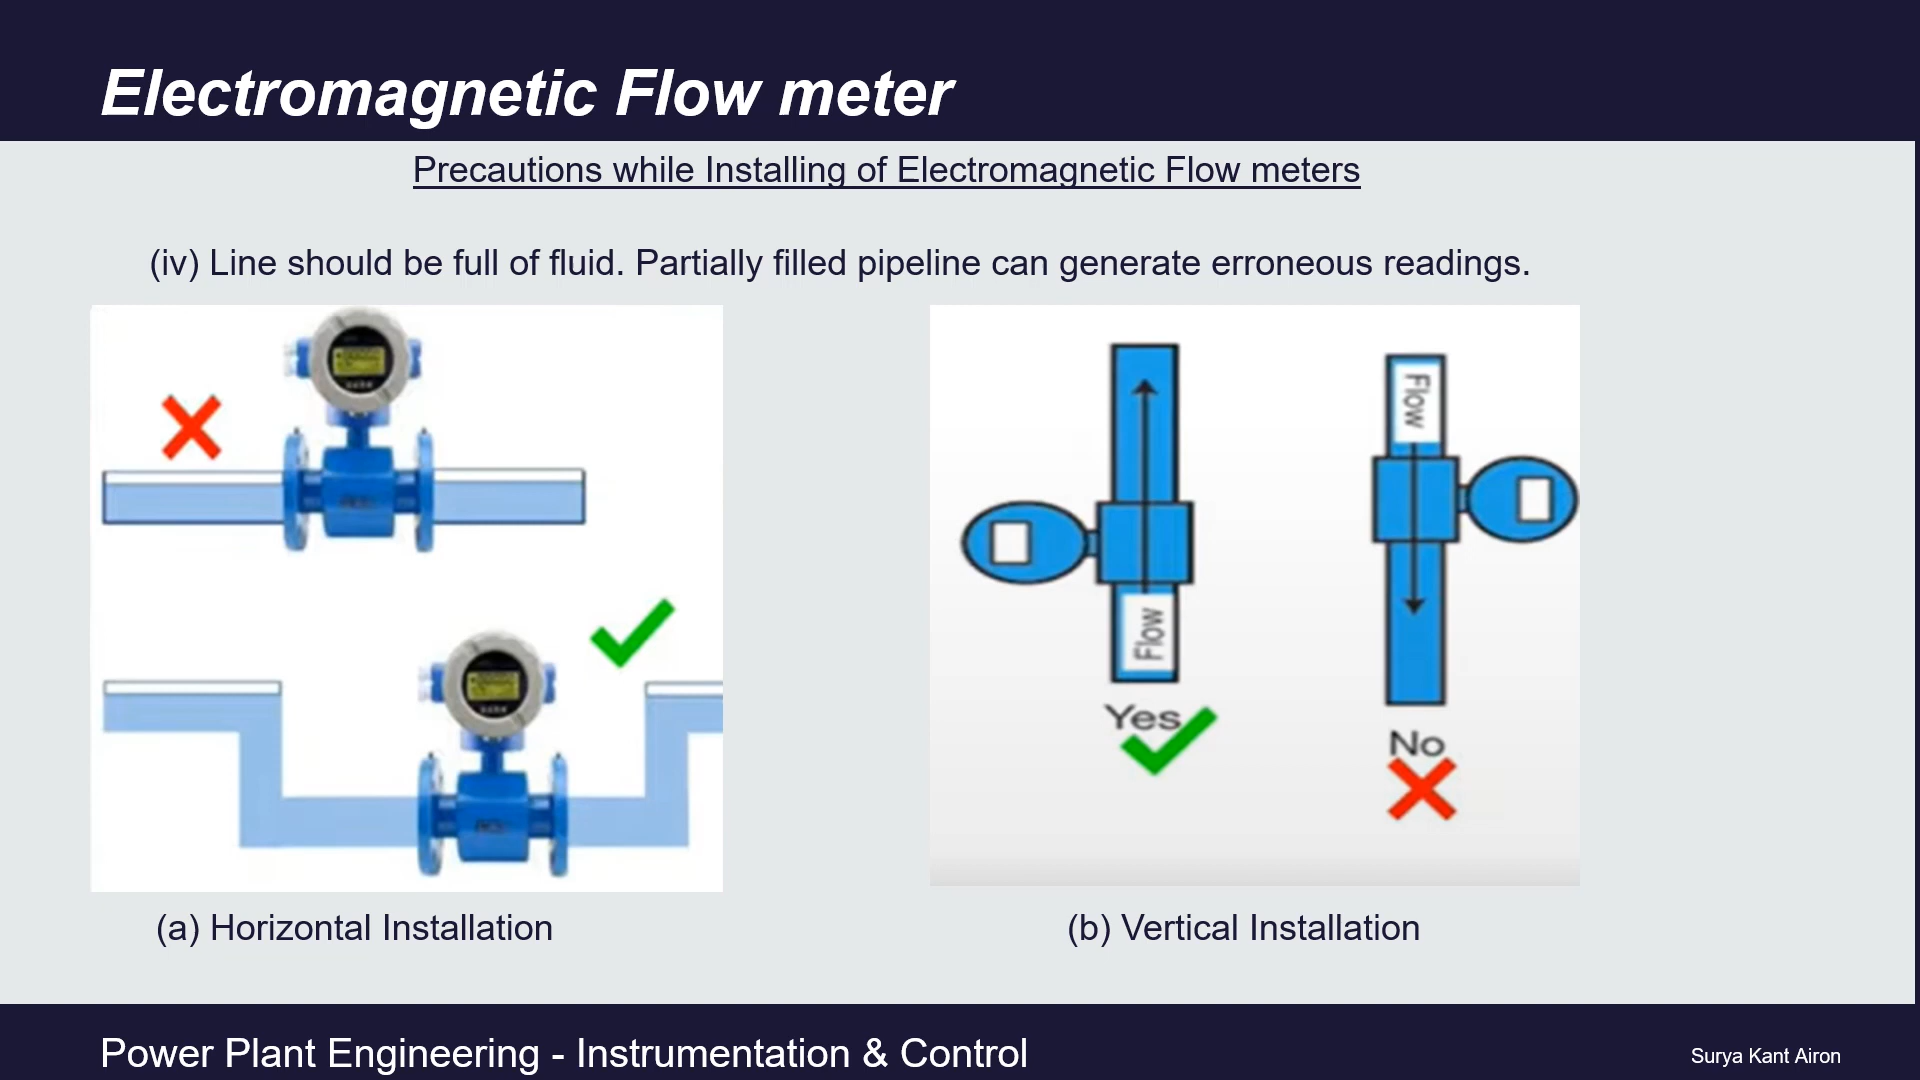 Electromagnetic Flow meter
Precautions while Installing of Electromagnetic Flow meters
(iv) Line should be full of fluid. Partially filled pipeline can generate erroneous readings.
Flow
Flow
Yes
No
(a) Horizontal Installation
(b) Vertical Installation
Power Plant Engineering - Instrumentation & Control
Surya Kant Airon